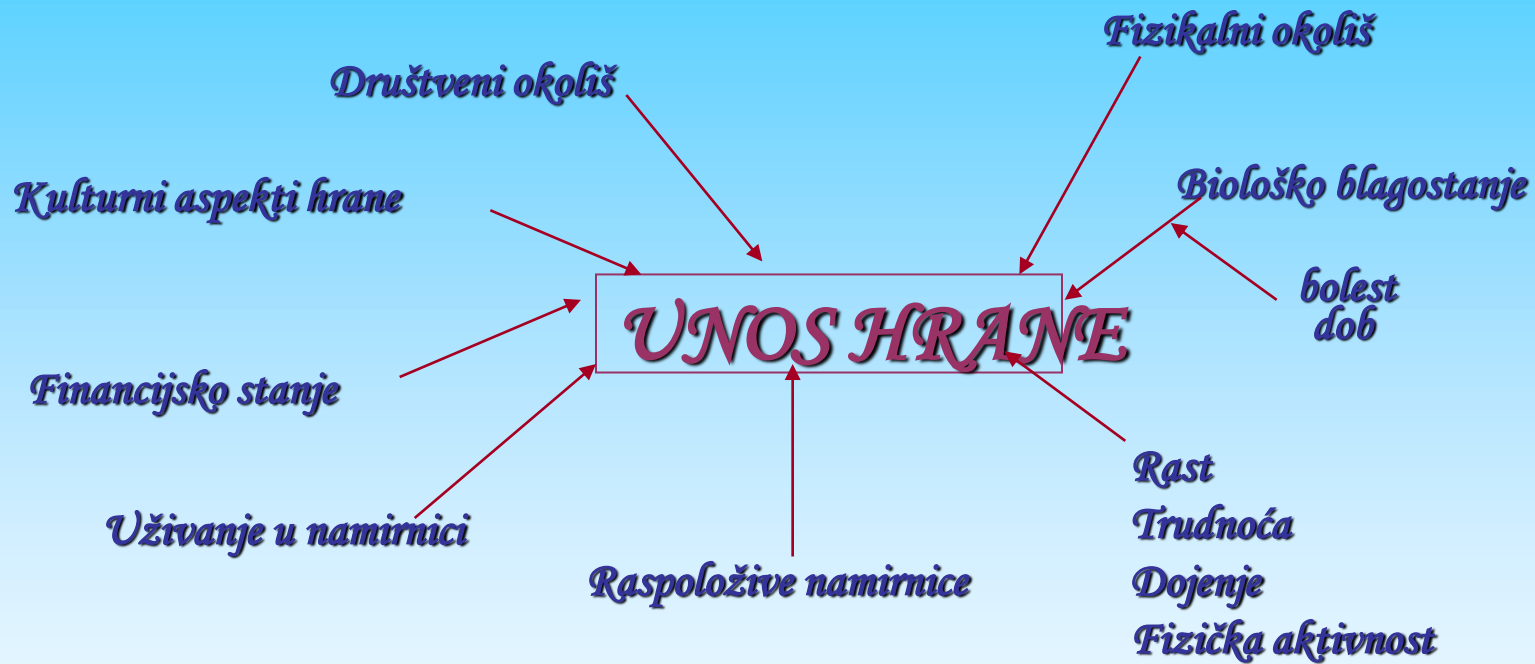 Fizikalni okoliš
Društveni okoliš
Biološko blagostanje
Kulturni aspekti hrane
bolest
dob
UNOS HRANE
Financijsko stanje
Rast
Uživanje u namirnici
Trudnoća
Raspoložive namirnice
Dojenje
Fizička aktivnost